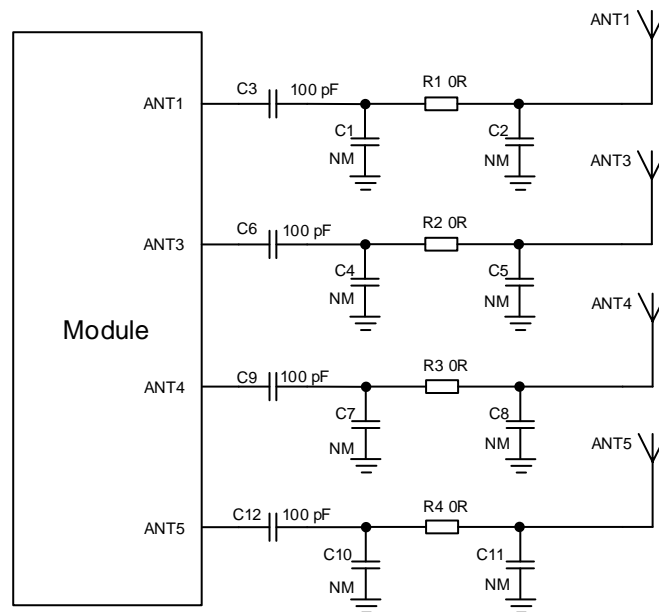 ANT1
C3
100 pF
R1 0R
ANT1
C1
C2
NM
NM
ANT3
C6
100 pF
R2 0R
ANT3
C4
C5
NM
NM
Module
ANT4
C9
100 pF
R3 0R
ANT4
C7
C8
NM
NM
ANT5
C12
100 pF
R4 0R
ANT5
C10
C11
NM
NM